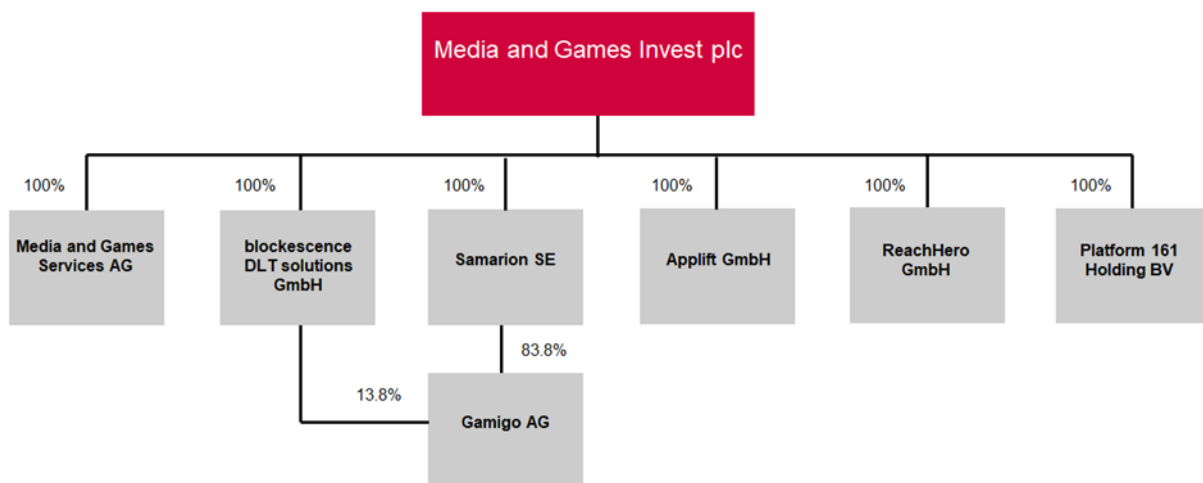 Media and Games Invest plc
100%
100%
100%
100%
100%
100%
Media and Games
Services AG
blockescence
DLT solutions
GmbH
Samarion SE
Applift GmbH
ReachHero
GmbH
Platform 161
Holding BV
83.8%
13.8%
Gamigo AG